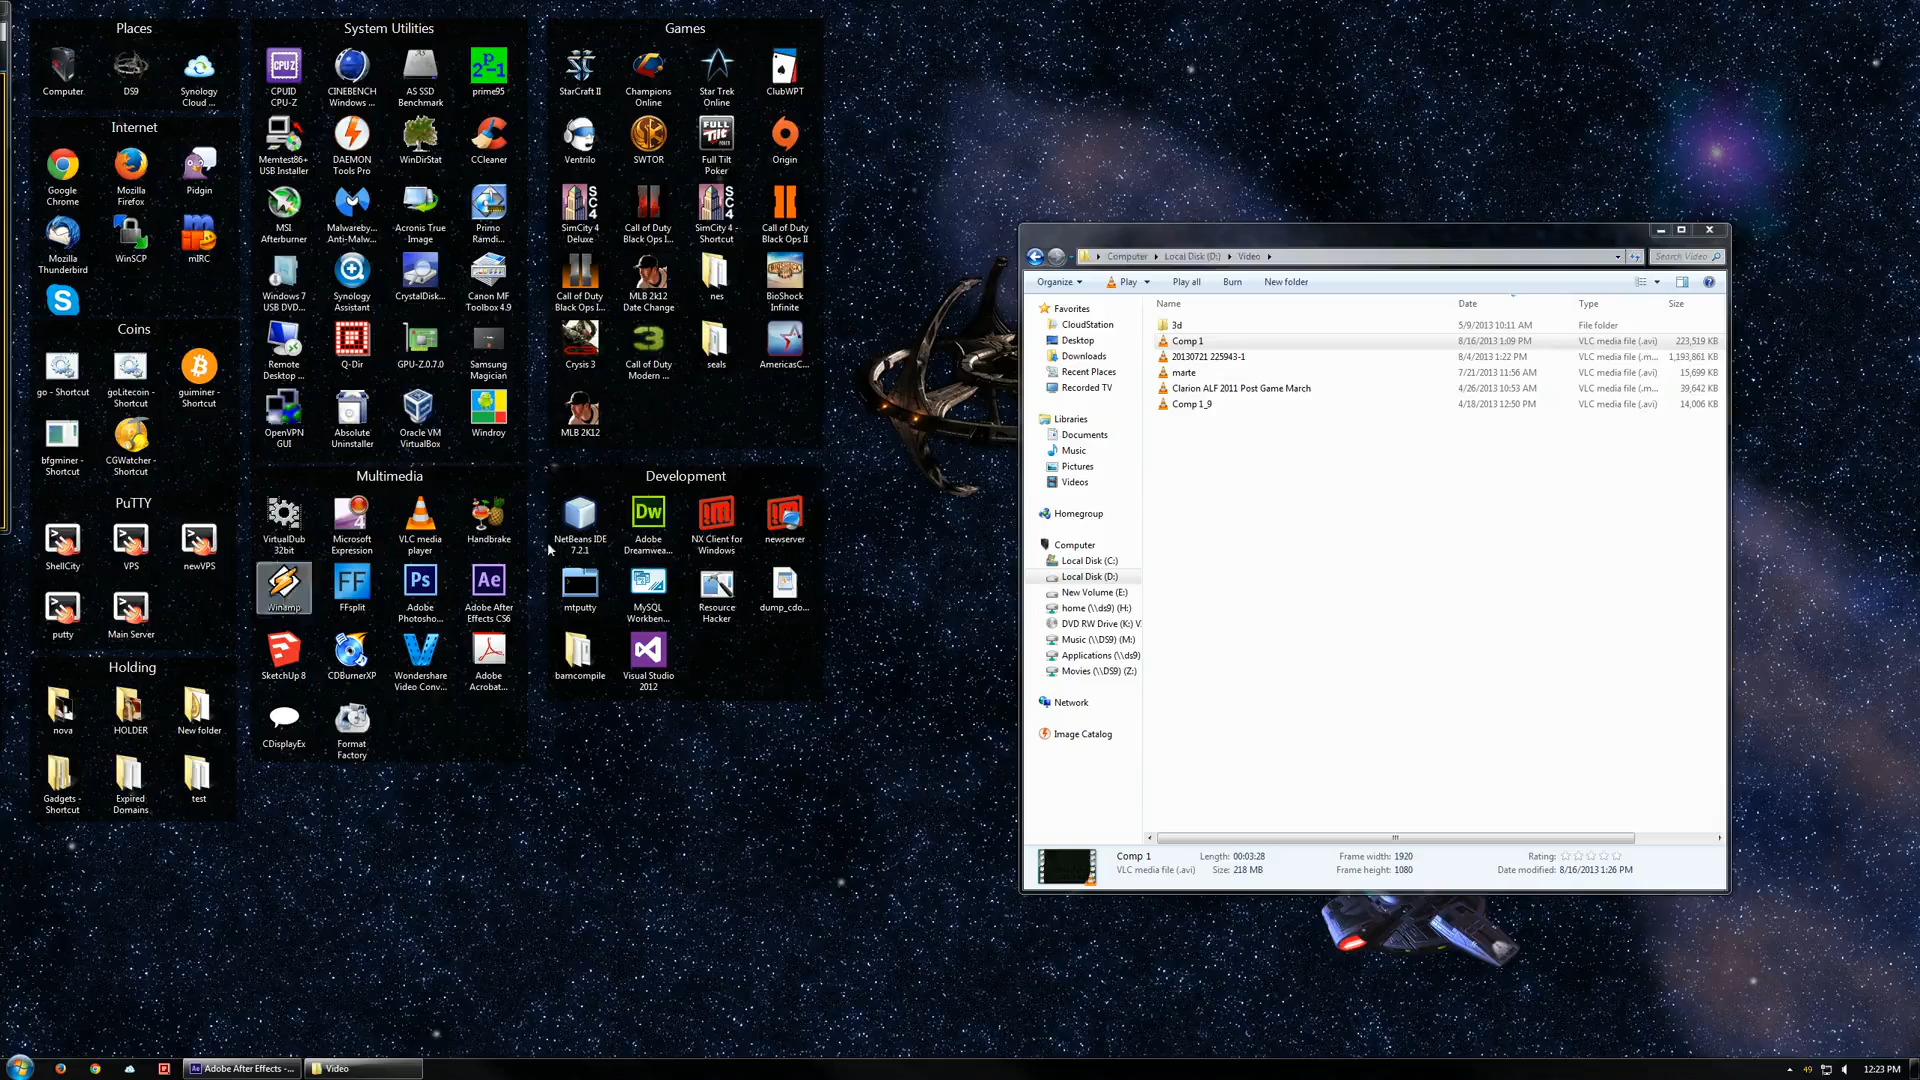 Places
Computer
DS9
Synology
Cloud ...
Internet
Google
Chrome
Mozilla
Firefox
Pidgin
Mozilla
Thunderbird
WinSCP
mIRC
Coins
go - Shortcut
goLitecoin -
Shortcut
guiminer -
Shortcut
bfgminer -
Shortcut
CGWatcher -
Shortcut
PuTTY
ShellCity
VPS
newVPS
putty
Main Server
Holding
nova
HOLDER
New folder
Gadgets -
Shortcut
Expired
Domains
test
System Utilities
CPUID
CPU-Z
CINEBENCH
Windows ...
AS SSD
Benchmark
prime95
Memtest86+
USB Installer
DAEMON
Tools Pro
WinDirStat
CCleaner
MSI
Afterburner
Malwareby...
Anti-Malw...
Acronis True
Image
Primo
Ramdi...
Windows 7
USB DVD...
Synology
Assistant
CrystalDisk...
Canon MF
Toolbox 4.9
Remote
Desktop ...
Q-Dir
GPU-Z.0.7.0
Samsung
Magician
OpenVPN
GUI
Absolute
Uninstaller
Oracle VM
VirtualBox
Windroy
Multimedia
VirtualDub
32bit
Microsoft
Expression
VLC media
player
Handbrake
Winamp
FFsplit
Adobe
Photosho...
Adobe After
Effects CS6
SketchUp 8
CDBurnerXP
Wondershare
Video Conv...
Adobe
Acrobat...
CDisplayEx
Format
Factory
Games
StarCraft II
Champions
Online
Star Trek
Online
ClubWPT
Ventrilo
SWTOR
Full Tilt
Poker
Origin
SimCity 4
Deluxe
Call of Duty
Black Ops I...
SimCity 4 -
Shortcut
Call of Duty
Black Ops II
Call of Duty
Black Ops I...
MLB 2k12
Date Change
nes
BioShock
Infinite
Crysis 3
Call of Duty
Modern ...
seals
AmericasC...
MLB 2K12
Development
NetBeans IDE
7.2.1
Adobe
Dreamwea...
NX Client for
Windows
newserver
mtputty
MySQL
Workben...
Resource
Hacker
dump_cdo...
bamcompile
Visual Studio
2012
Computer Local Disk (D:) Video
Search Video
Organize Play Play all Burn New folder
Name Date Type Size
3d 5/9/2013 10:11 AM File folder
Comp 1 8/16/2013 1:09 PM VLC media file (.avi) 223,519 KB
20130721 225943-1 8/4/2013 1:22 PM VLC media file (.m... 1,193,861 KB
marte 7/21/2013 11:56 AM VLC media file (.avi) 15,699 KB
Clarion ALF 2011 Post Game March 4/26/2013 10:53 AM VLC media file (.m... 39,642 KB
Comp 1_9 4/18/2013 12:50 PM VLC media file (.avi) 14,006 KB
Favorites
CloudStation
Desktop
Downloads
Recent Places
Recorded TV
Libraries
Documents
Music
Pictures
Videos
Homegroup
Computer
Local Disk (C:)
Local Disk (D:)
New Volume (E:)
home (\\ds9) (H:)
DVD RW Drive (K:) V
Music (\\DS9) (M:)
Applications (\\ds9)
Movies (\\DS9) (Z:)
Network
Image Catalog
Comp 1 Length: 00:03:28 Frame width: 1920 Rating:
VLC media file (.avi) Size: 218 MB Frame height: 1080 Date modified: 8/16/2013 1:26 PM
Adobe After Effects -... Video 49 12:23 PM